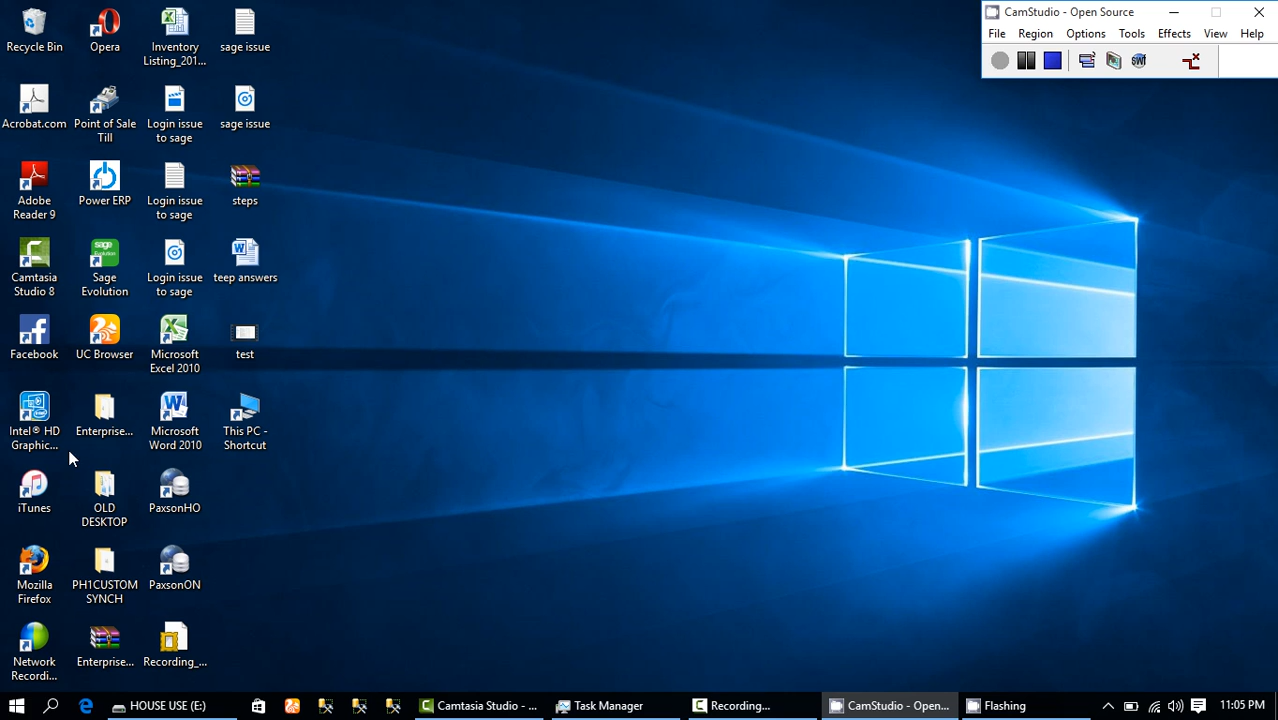 CamStudio - Open Source
File Region Options Tools Effects View Help
SWf
Recycle Bin
Opera
Inventory
Listing_201...
sage issue
Acrobat.com
Point of Sale
Till
Login issue
to sage
sage issue
Adobe
Reader 9
Power ERP
Login issue
to sage
steps
Camtasia
Studio 8
sage
Evolution
Sage
Evolution
Login issue
to sage
teep answers
Facebook
UC Browser
Microsoft
Excel 2010
test
Intel® HD
Graphic...
Enterprise...
Microsoft
Word 2010
This PC -
Shortcut
iTunes
OLD
DESKTOP
PaxsonHO
Mozilla
Firefox
PH1CUSTOM
SYNCH
PaxsonON
Network
Recordi...
Enterprise...
Recording_...
HOUSE USE (E:)
Camtasia Studio - ...
Task Manager
Recording...
CamStudio - Open...
Flashing
11:05 PM